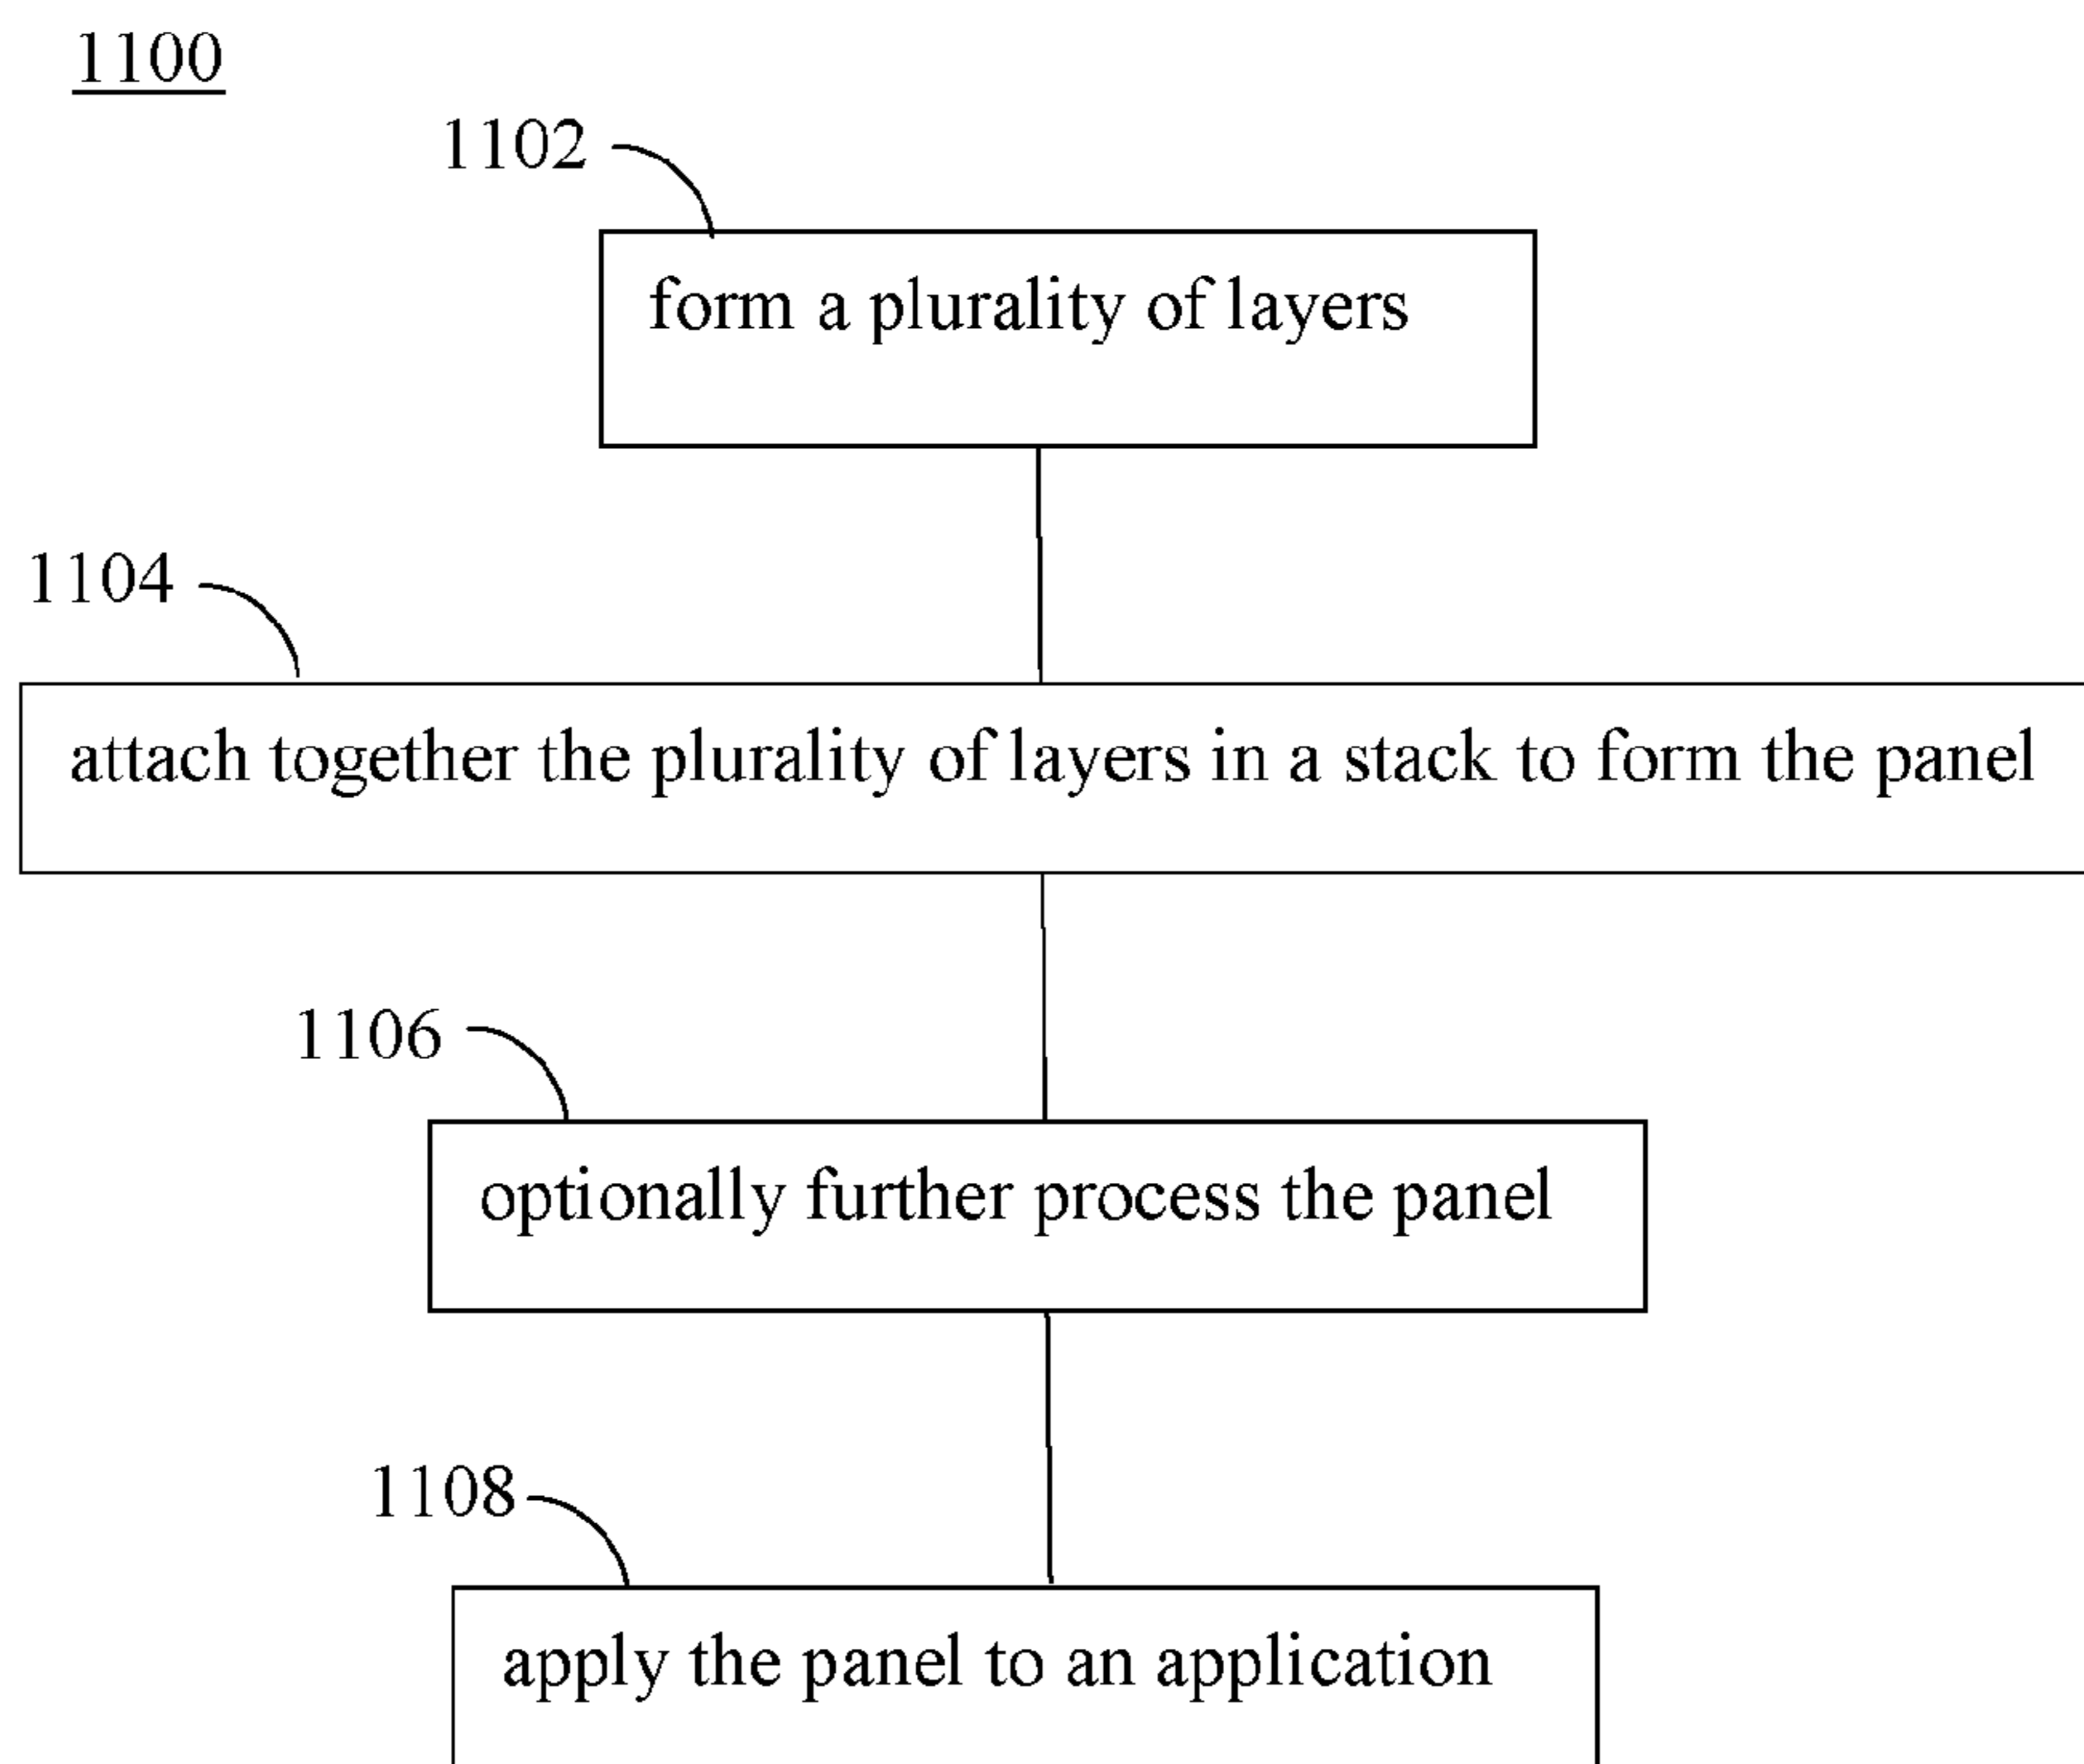 1100
1102
form a plurality of layers
1104
attach together the plurality of layers in a stack to form the panel
1106
optionally further process the panel
1108
apply the panel to an application